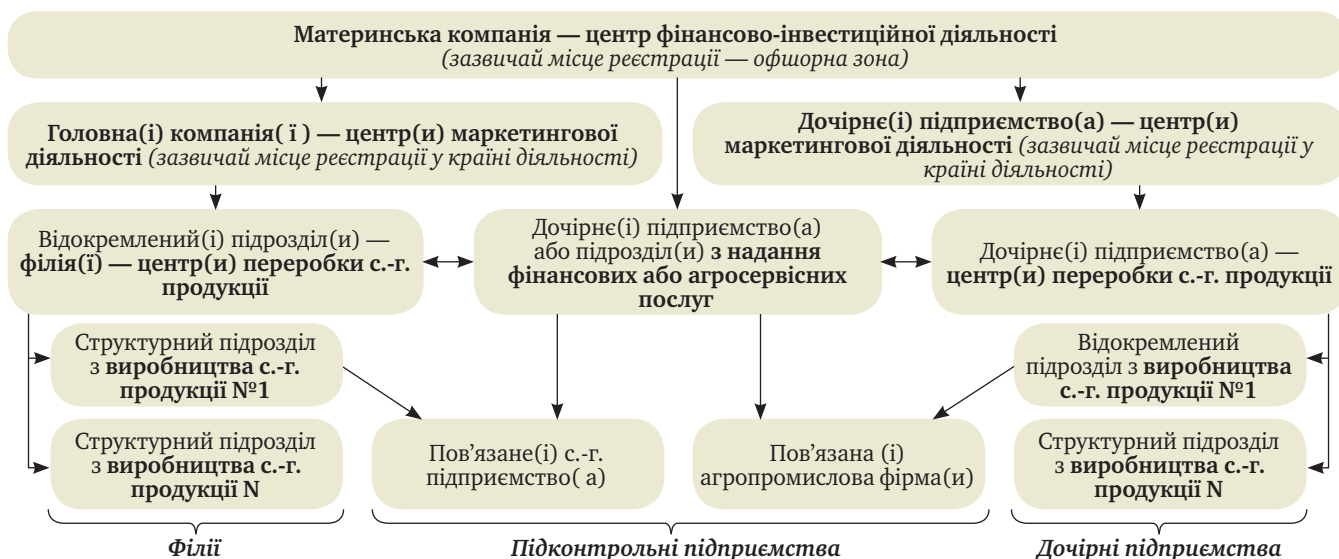 Материнська компанія — центр фінансово-інвестиційної діяльності
(зазвичай місце реєстрації — офшорна зона)
Головна(і) компанія( ї ) — центр(и) маркетингової
діяльності (зазвичай місце реєстрації у країні діяльності)
Дочірнє(і) підприємство(а) — центр(и)
маркетингової діяльності (зазвичай місце реєстрації у
країні діяльності)
Відокремлений(і) підрозділ(и) —
філія(ї) — центр(и) переробки с.-г.
продукції
Дочірнє(і) підприємство(а)
або підрозділ(и) з надання
фінансових або агросервісних
послуг
Дочірнє(і) підприємство(а) —
центр(и) переробки с.-г. продукції
Структурний підрозділ
з виробництва с.-г.
продукції №1
Відокремлений
підрозділ з виробництва
с.-г. продукції №1
Структурний підрозділ
з виробництва с.-г.
продукції N
Пов’язане(і) с.-г.
підприємство( а)
Пов’язана (і)
агропромислова фірма(и)
Структурний підрозділ
з виробництва с.-г.
продукції N
Філії
Підконтрольні підприємства
Дочірні підприємства